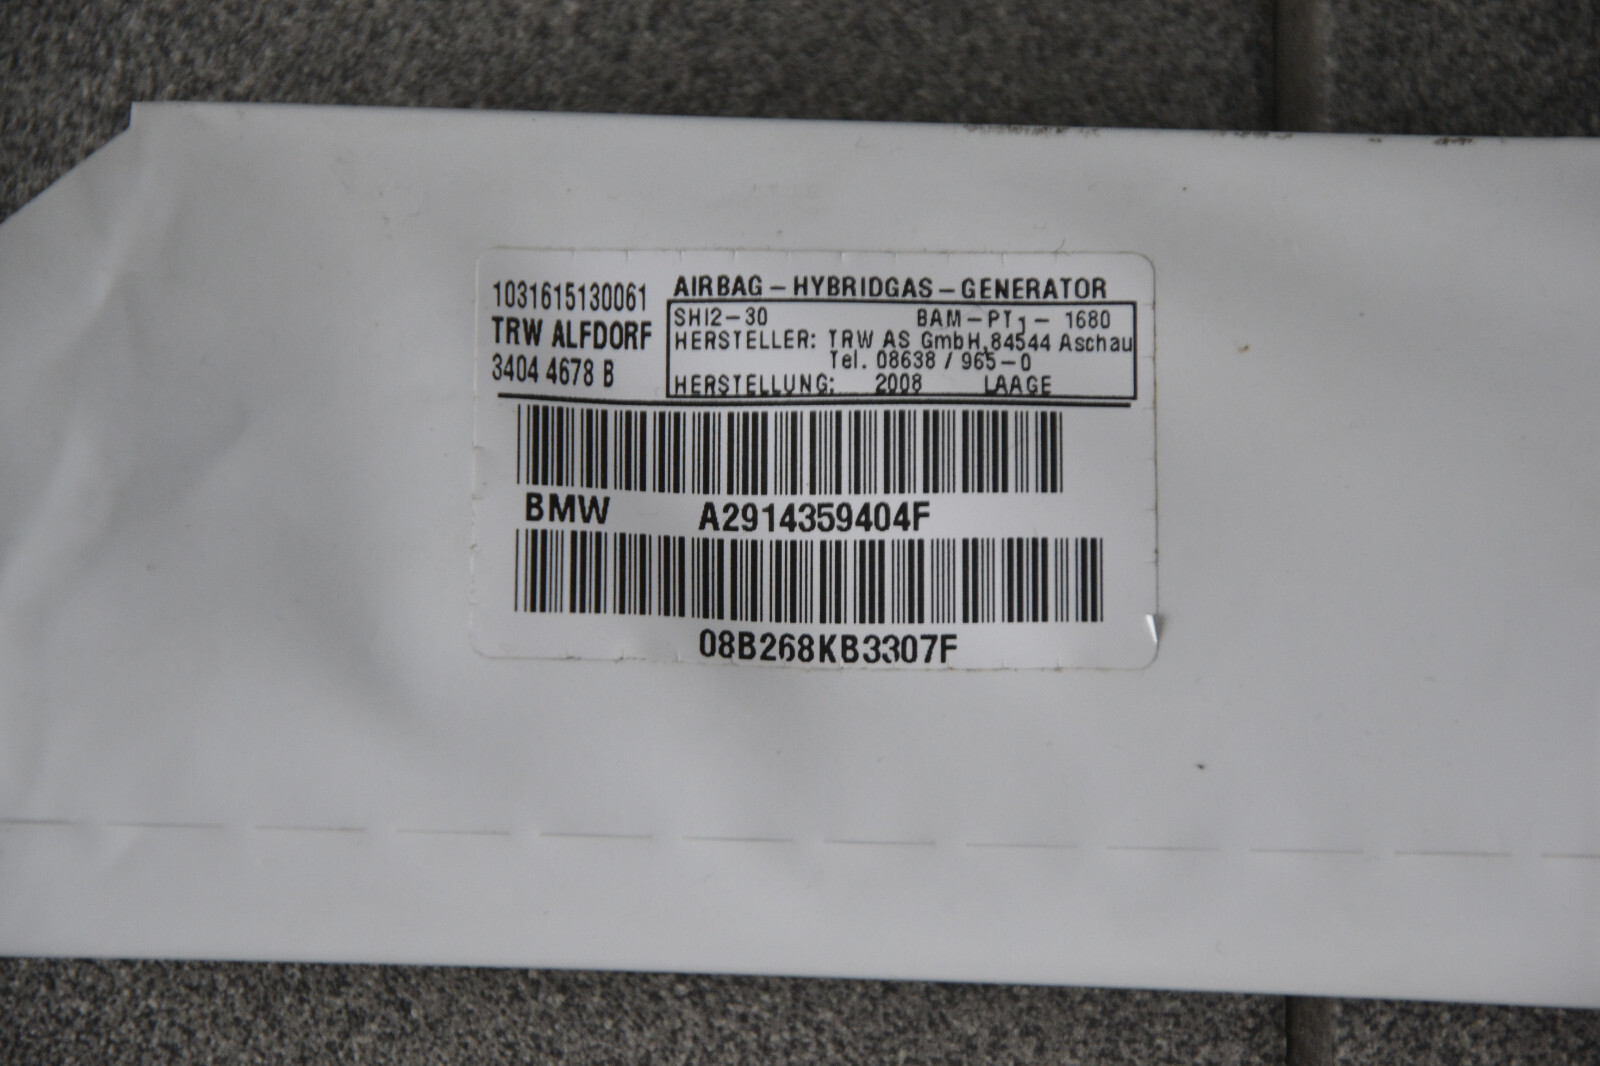 1031615130061
TRW ALFDORF
3404 4678 B
AIRBAG - HYBRIDGAS - GENERATOR
SHI2-30 BAM-PT1- 1680
HERSTELLER: TRW AS GmbH,84544 Aschau
Tel. 08638 / 965-0
HERSTELLUNG: 2008 LAAGE
BMW A2914359404F
08B268KB3307F